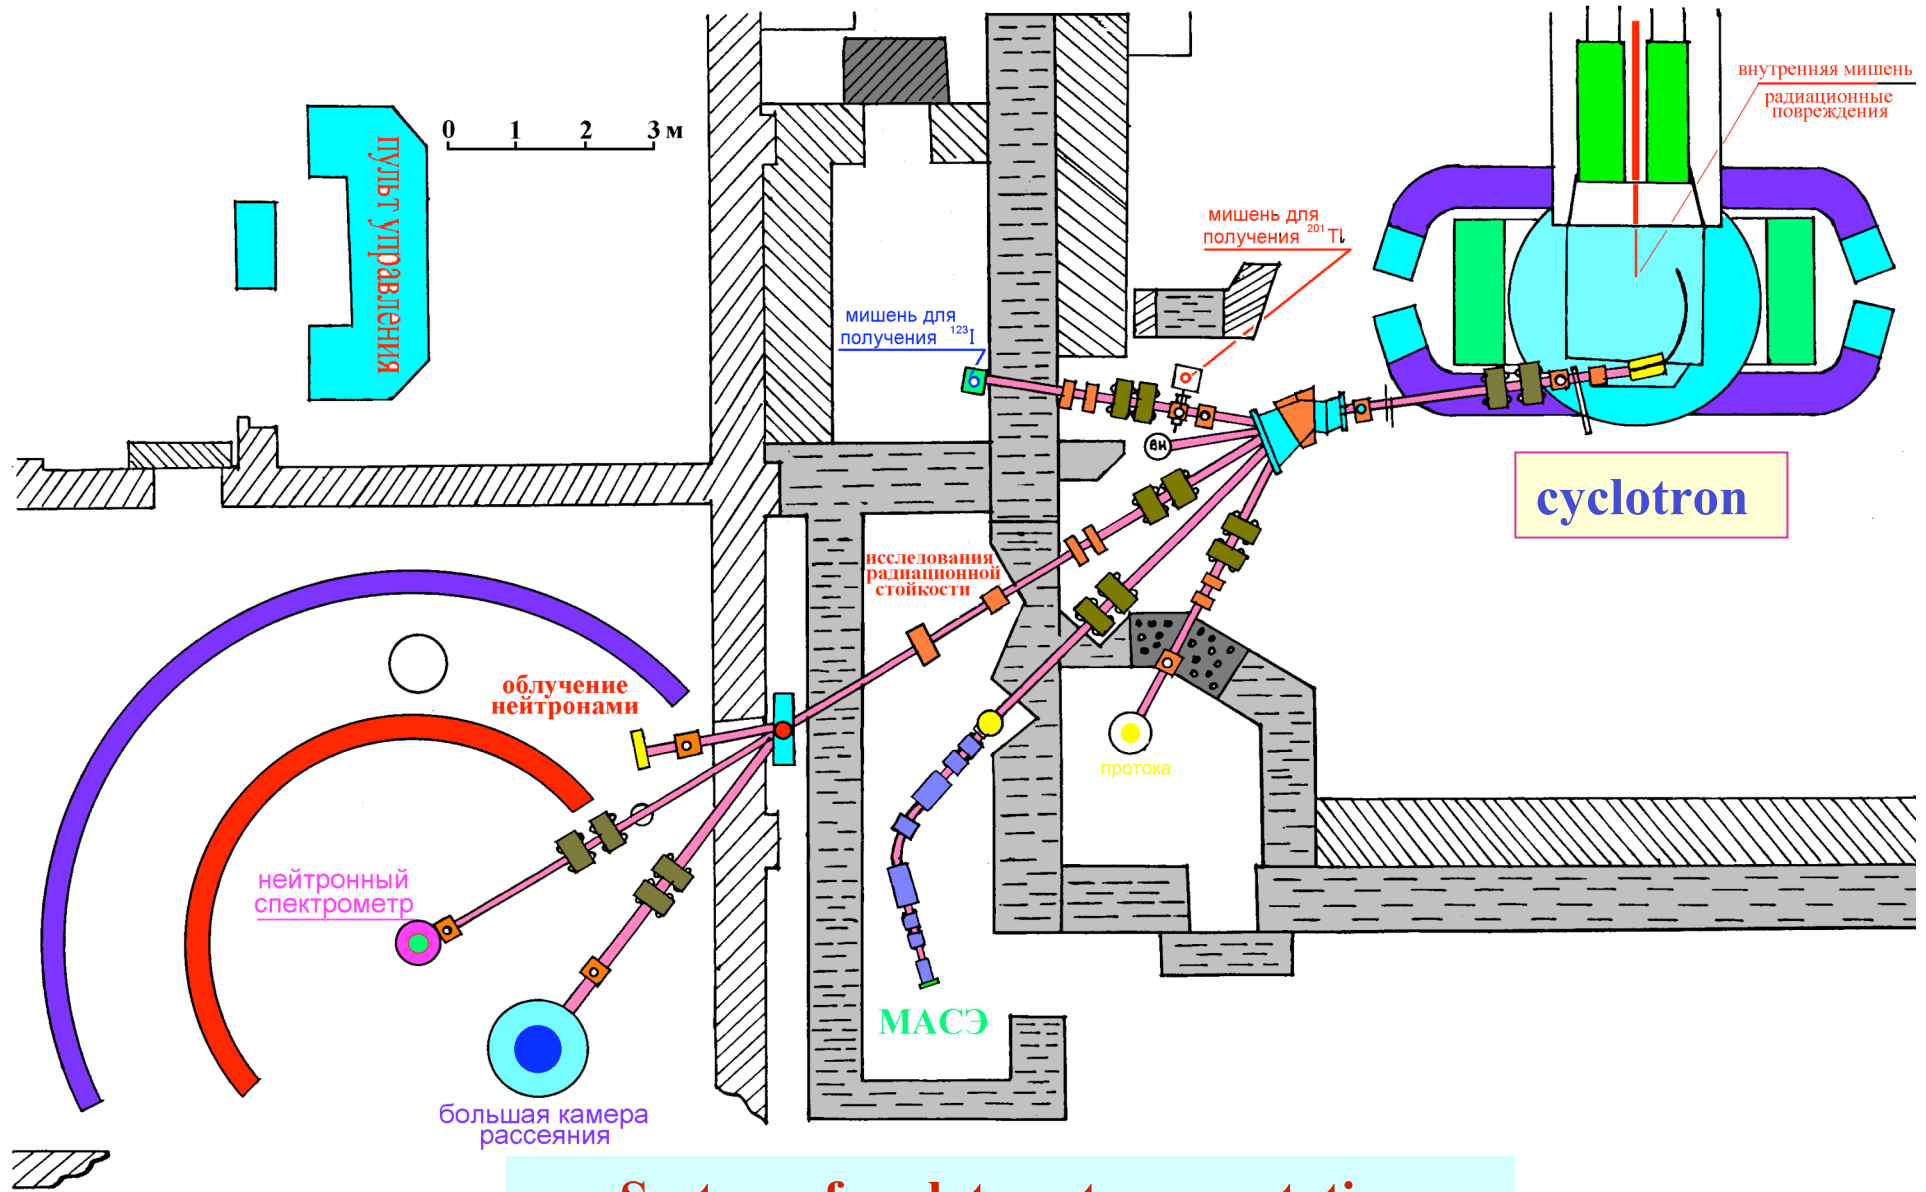 внутренняя мишень
радиационные
повреждения
0 1 2 3 м
пульт управления
мишень для
получения ²⁰¹Tl
мишень для
получения ¹²³I
ВН
cyclotron
исследования
радиационной
стойкости
облучение
нейтронами
протока
нейтронный
спектрометр
МАСЭ
большая камера
рассеяния